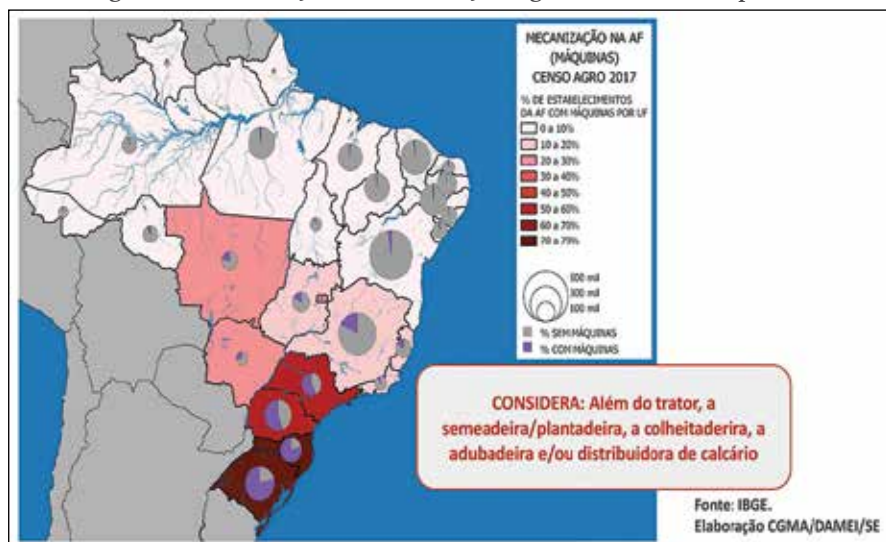 MECANIZAÇÃO NA AF
(MÁQUINAS)
CENSO AGRO 2017
% DE ESTABELECIMENTOS
DA AF COM MÁQUINAS POR UF
0 a 10%
10 a 20%
20 a 30%
30 a 40%
40 a 50%
50 a 60%
60 a 70%
70 a 79%
mil
300 mil
100 mil
% SEM MÁQUINAS
% COM MÁQUINAS
CONSIDERA: Além do trator, a
semeadeira/plantadeira, a colheitaderira, a
adubadeira e/ou distribuidora de calcário
Fonte: IBGE.
Elaboração CGMA/DAMEI/SE